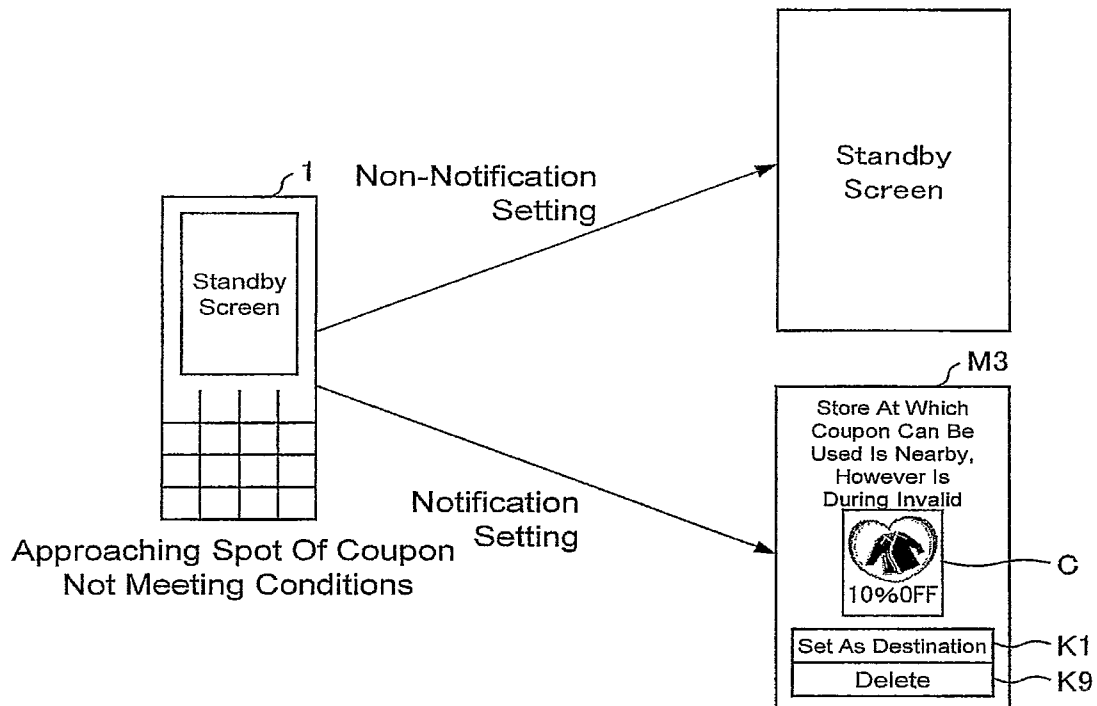 1
Standby
Screen
Approaching Spot Of Coupon
Not Meeting Conditions
Non-Notification
Setting
Notification
Setting
Standby
Screen
M3
Store At Which
Coupon Can Be
Used Is Nearby,
However Is
During Invalid
10%OFF
C
Set As Destination
K1
Delete
K9